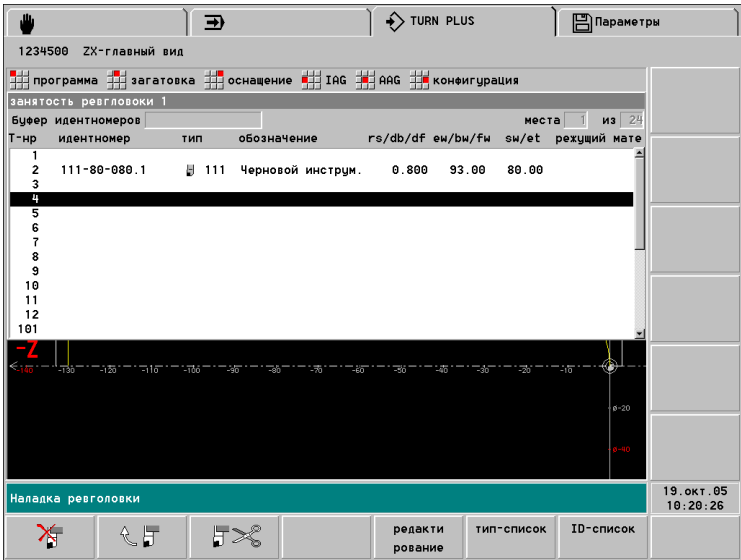 TURN PLUS Параметры
1234500 ZX-главный вид
программа загатовка оснащение IAG AAG конфигурация
занятость ревгловоки 1
Буфер идентномеров места 1 из 24
Т-нр идентномер тип обозначение rs/db/df ew/bw/fw sw/et режущий мате
1
2 111-80-080.1 111 Черновой инструм. 0.800 93.00 80.00
3
4
5
6
7
8
9
10
11
12
101
-Z
-140 -130 -120 -110 -100 -90 -80 -70 -60 -50 -40 -30 -20 -10
ø-20
ø-40
Наладка ревголовки
19.окт.05
10:20:26
редакти
рование
тип-список
ID-список